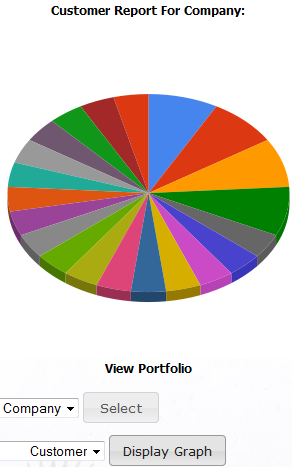 Customer Report For Company:
View Portfolio
Company Select
Customer Display Graph